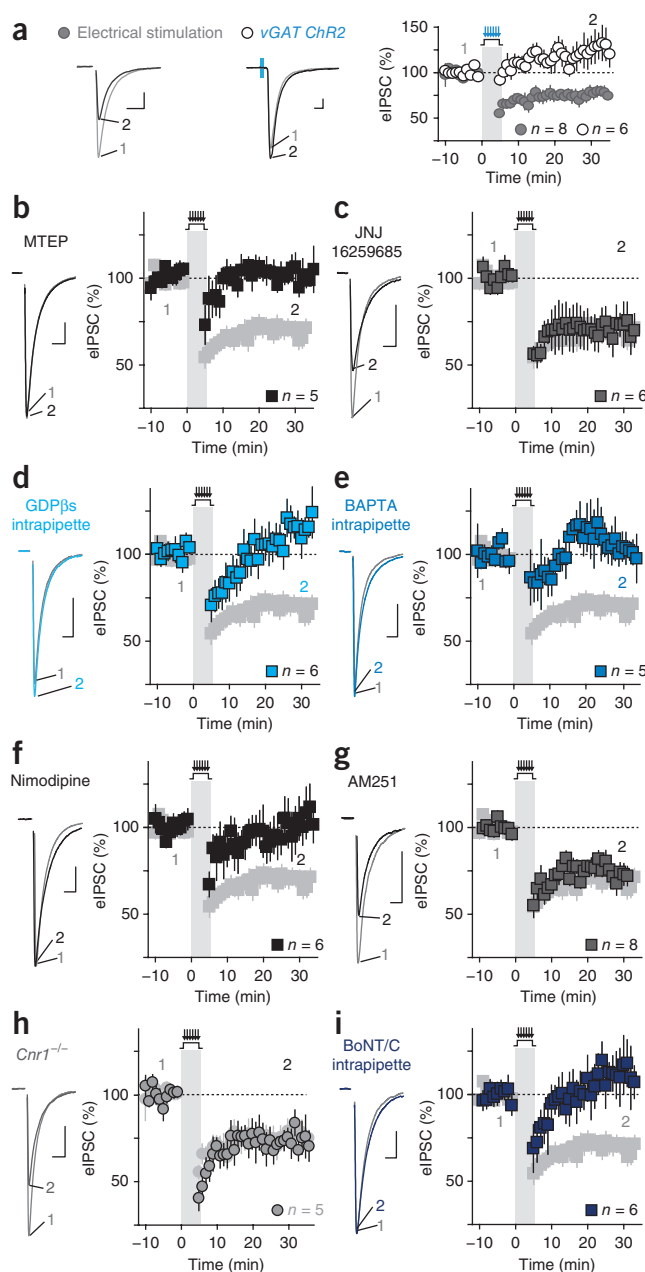 a
Electrical stimulation
vGAT ChR2
2
1
2
1
1
2
150
125
100
75
50
eIPSC (%)
n = 8
n = 6
–10 0 10 20 30
Time (min)
b
MTEP
1
2
100
50
eIPSC (%)
1
2
n = 5
–10 0 10 20 30
Time (min)
c
JNJ
16259685
2
1
100
50
eIPSC (%)
1
2
n = 6
–10 0 10 20 30
Time (min)
d
GDPβs
intrapipette
1
2
100
50
eIPSC (%)
1
2
n = 6
–10 0 10 20 30
Time (min)
e
BAPTA
intrapipette
2
1
100
50
eIPSC (%)
1
2
n = 5
–10 0 10 20 30
Time (min)
f
Nimodipine
2
1
100
50
eIPSC (%)
1
2
n = 6
–10 0 10 20 30
Time (min)
g
AM251
2
1
100
50
eIPSC (%)
1
2
n = 8
–10 0 10 20 30
Time (min)
h
Cnr1–/–
2
1
100
50
eIPSC (%)
1
2
n = 5
–10 0 10 20 30
Time (min)
i
BoNT/C
intrapipette
2
1
100
50
eIPSC (%)
1
2
n = 6
–10 0 10 20 30
Time (min)